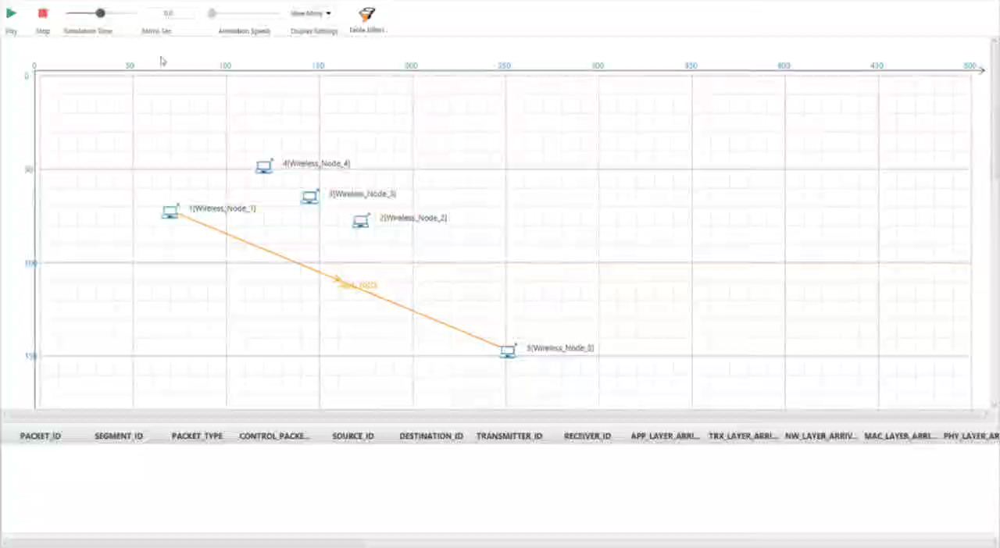 Play Stop Simulation Time 0.0 Micro Sec Animation Speed View More Display Settings Table Filters..
0 50 100 150 200 250 300 350 400 450 500
0
50
100
150
4[Wireless_Node_4]
3[Wireless_Node_3]
1[Wireless_Node_1]
2[Wireless_Node_2]
5[Wireless_Node_5]
PACKET_ID SEGMENT_ID PACKET_TYPE CONTROL_PACKE... SOURCE_ID DESTINATION_ID TRANSMITTER_ID RECEIVER_ID APP_LAYER_ARRI... TRX_LAYER_ARRI... NW_LAYER_ARRIV... MAC_LAYER_ARRI... PHY_LAYER_AR